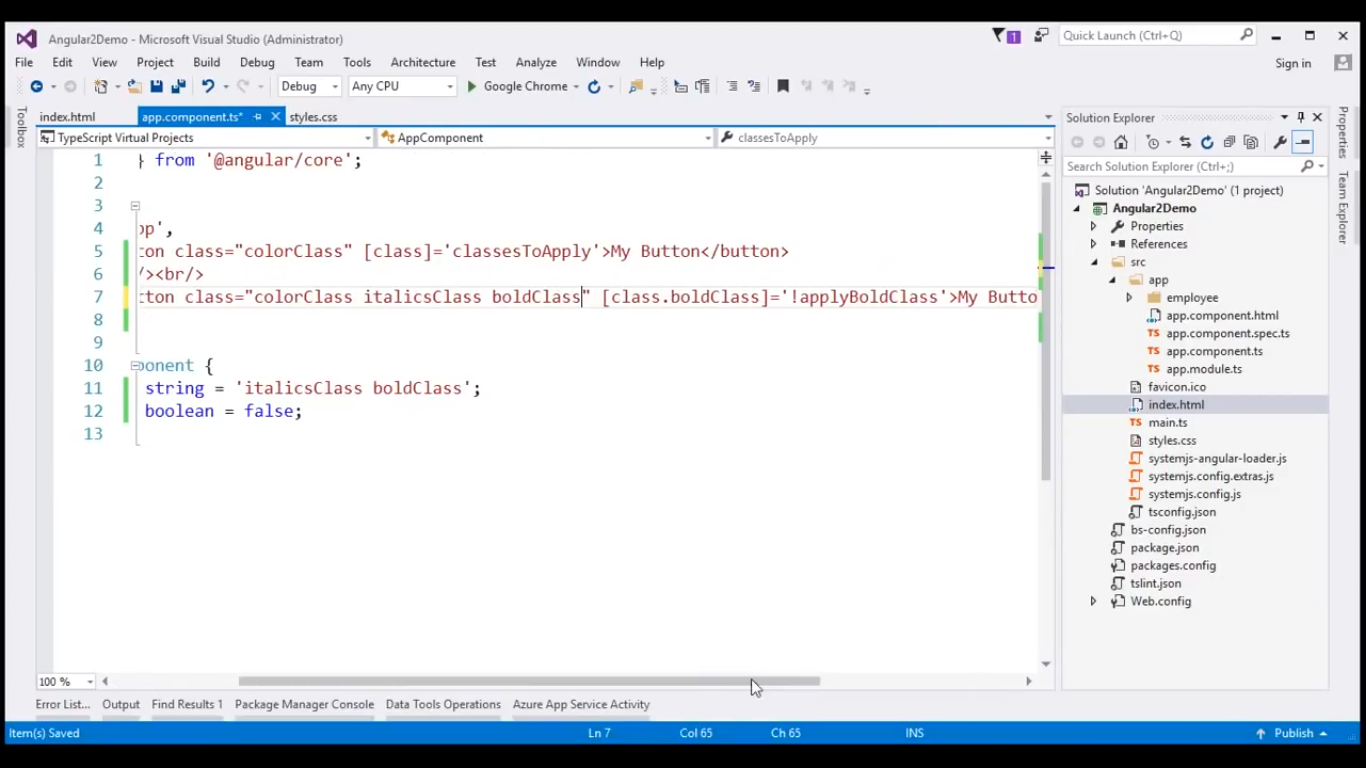 Angular2Demo - Microsoft Visual Studio (Administrator)
1
Quick Launch (Ctrl+Q)
File Edit View Project Build Debug Team Tools Architecture Test Analyze Window Help
Sign in
Debug Any CPU Google Chrome
Toolbox
index.html app.component.ts* styles.css
TypeScript Virtual Projects AppComponent classesToApply
1 } from '@angular/core';
2
3
4 pp',
5 ton class="colorClass" [class]='classesToApply'>My Button</button>
6 /><br/>
7 tton class="colorClass italicsClass boldClass" [class.boldClass]='!applyBoldClass'>My Butto
8
9
10 ponent {
11 string = 'italicsClass boldClass';
12 boolean = false;
13
100 %
Solution Explorer
Search Solution Explorer (Ctrl+;)
Solution 'Angular2Demo' (1 project)
Angular2Demo
Properties
References
src
app
employee
app.component.html
app.component.spec.ts
app.component.ts
app.module.ts
favicon.ico
index.html
main.ts
styles.css
systemjs-angular-loader.js
systemjs.config.extras.js
systemjs.config.js
tsconfig.json
bs-config.json
package.json
packages.config
tslint.json
Web.config
Properties
Team Explorer
Error List... Output Find Results 1 Package Manager Console Data Tools Operations Azure App Service Activity
Item(s) Saved Ln 7 Col 65 Ch 65 INS Publish